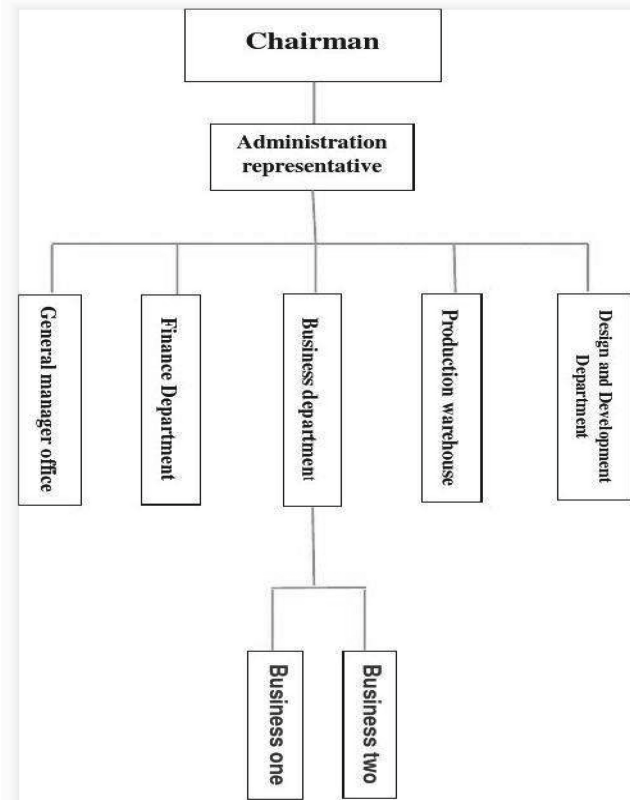 Chairman
Administration
representative
General manager office
Finance Department
Business department
Production warehouse
Design and Development
Department
Business one
Business two